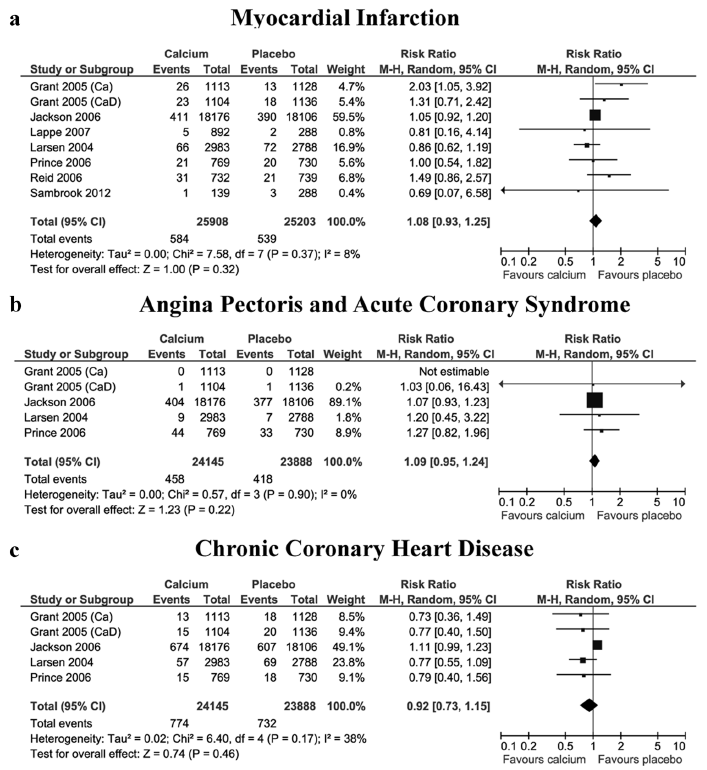 a Myocardial Infarction
Calcium Placebo Risk Ratio Risk Ratio
Study or Subgroup Events Total Events Total Weight M-H, Random, 95% CI M-H, Random, 95% CI
Grant 2005 (Ca) 26 1113 13 1128 4.7% 2.03 [1.05, 3.92]
Grant 2005 (CaD) 23 1104 18 1136 5.4% 1.31 [0.71, 2.42]
Jackson 2006 411 18176 390 18106 59.5% 1.05 [0.92, 1.20]
Lappe 2007 5 892 2 288 0.8% 0.81 [0.16, 4.14]
Larsen 2004 66 2983 72 2788 16.9% 0.86 [0.62, 1.19]
Prince 2006 21 769 20 730 5.6% 1.00 [0.54, 1.82]
Reid 2006 31 732 21 739 6.8% 1.49 [0.86, 2.57]
Sambrook 2012 1 139 3 288 0.4% 0.69 [0.07, 6.58]
Total (95% CI) 25908 25203 100.0% 1.08 [0.93, 1.25]
Total events 584 539
Heterogeneity: Tau² = 0.00; Chi² = 7.58, df = 7 (P = 0.37); I² = 8%
Test for overall effect: Z = 1.00 (P = 0.32)
0.1 0.2 0.5 1 2 5 10
Favours calcium Favours placebo
b Angina Pectoris and Acute Coronary Syndrome
Calcium Placebo Risk Ratio Risk Ratio
Study or Subgroup Events Total Events Total Weight M-H, Random, 95% CI M-H, Random, 95% CI
Grant 2005 (Ca) 0 1113 0 1128 Not estimable
Grant 2005 (CaD) 1 1104 1 1136 0.2% 1.03 [0.06, 16.43]
Jackson 2006 404 18176 377 18106 89.1% 1.07 [0.93, 1.23]
Larsen 2004 9 2983 7 2788 1.8% 1.20 [0.45, 3.22]
Prince 2006 44 769 33 730 8.9% 1.27 [0.82, 1.96]
Total (95% CI) 24145 23888 100.0% 1.09 [0.95, 1.24]
Total events 458 418
Heterogeneity: Tau² = 0.00; Chi² = 0.57, df = 3 (P = 0.90); I² = 0%
Test for overall effect: Z = 1.23 (P = 0.22)
0.1 0.2 0.5 1 2 5 10
Favours calcium Favours placebo
c Chronic Coronary Heart Disease
Calcium Placebo Risk Ratio Risk Ratio
Study or Subgroup Events Total Events Total Weight M-H, Random, 95% CI M-H, Random, 95% CI
Grant 2005 (Ca) 13 1113 18 1128 8.5% 0.73 [0.36, 1.49]
Grant 2005 (CaD) 15 1104 20 1136 9.4% 0.77 [0.40, 1.50]
Jackson 2006 674 18176 607 18106 49.1% 1.11 [0.99, 1.23]
Larsen 2004 57 2983 69 2788 23.8% 0.77 [0.55, 1.09]
Prince 2006 15 769 18 730 9.1% 0.79 [0.40, 1.56]
Total (95% CI) 24145 23888 100.0% 0.92 [0.73, 1.15]
Total events 774 732
Heterogeneity: Tau² = 0.02; Chi² = 6.40, df = 4 (P = 0.17); I² = 38%
Test for overall effect: Z = 0.74 (P = 0.46)
0.1 0.2 0.5 1 2 5 10
Favours calcium Favours placebo